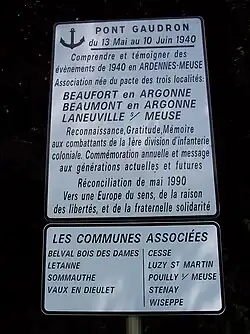 PONT GAUDRON
du 13 Mai au 10 Juin 1940
Comprendre et témoigner des
évènements de 1940 en ARDENNES-MEUSE
Association née du pacte des trois localités:
BEAUFORT en ARGONNE
BEAUMONT en ARGONNE
LANEUVILLE s/ MEUSE
Reconnaissance, Gratitude, Mémoire
aux combattants de la 1ère division d'infanterie
coloniale. Commémoration annuelle et message
aux générations actuelles et futures
Réconciliation de mai 1990
Vers une Europe du sens, de la raison
des libertés, et de la fraternelle solidarité
LES COMMUNES ASSOCIÉES
BELVAL BOIS DES DAMES
LETANNE
SOMMAUTHE
VAUX EN DIEULET
CESSE
LUZY ST MARTIN
POUILLY s/ MEUSE
STENAY
WISEPPE